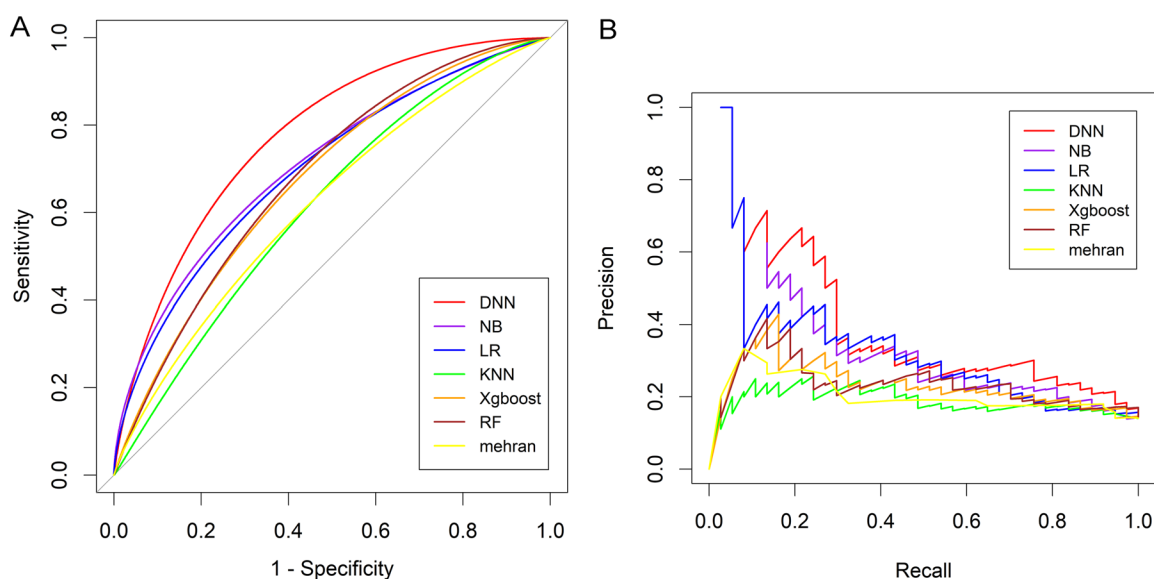 A
Sensitivity
1.0
0.8
0.6
0.4
0.2
0.0
DNN
NB
LR
KNN
Xgboost
RF
mehran
0.0 0.2 0.4 0.6 0.8 1.0
1 - Specificity
B
Precision
1.0
0.8
0.6
0.4
0.2
0.0
DNN
NB
LR
KNN
Xgboost
RF
mehran
0.0 0.2 0.4 0.6 0.8 1.0
Recall